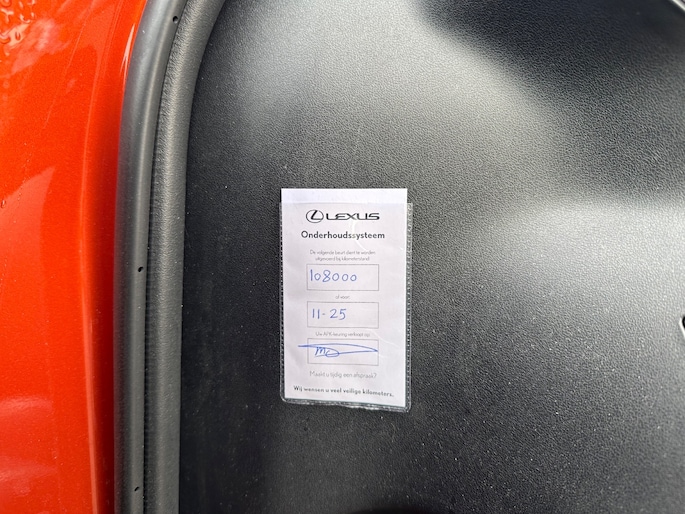 LEXUS
Onderhoudssysteem
De volgende beurt dient te worden
uitgevoerd bij kilometerstand:
108000
of vóór:
11-25
Uw APK-keuring verloopt op:
Maakt u tijdig een afspraak?
Wij wensen u veel veilige kilometers.